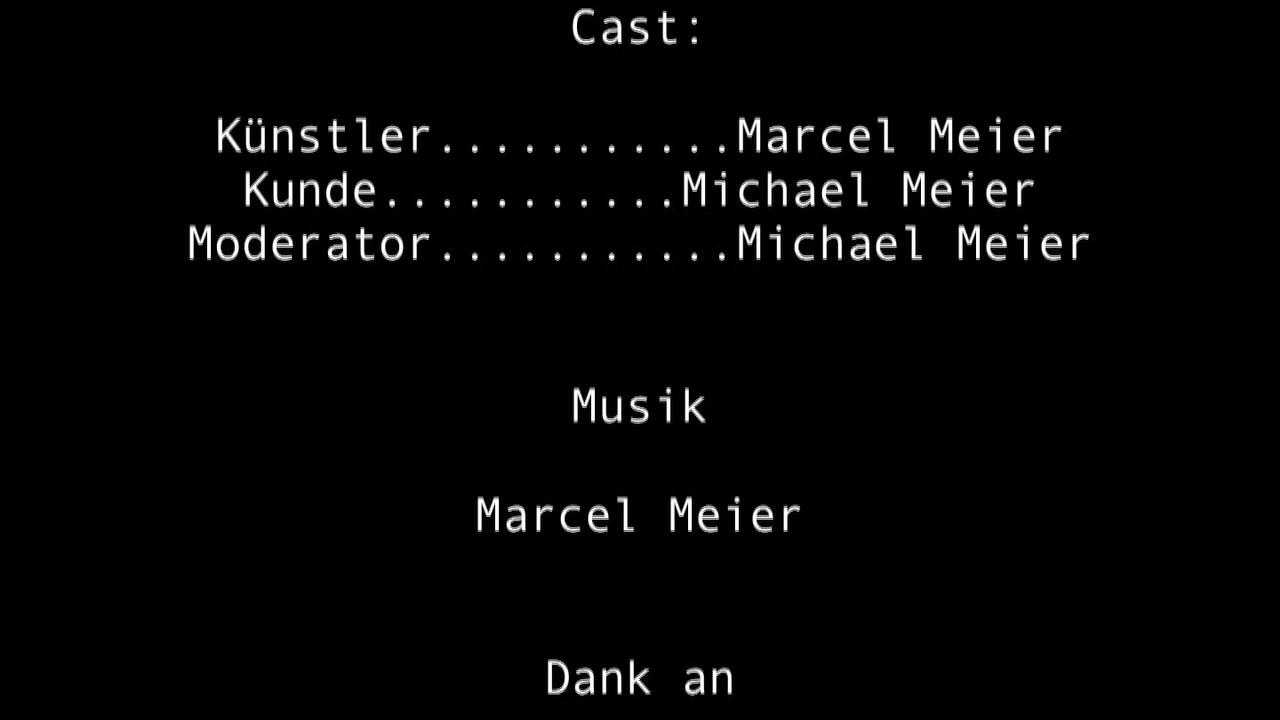 Cast:
Künstler...........Marcel Meier
Kunde...........Michael Meier
Moderator...........Michael Meier
Musik
Marcel Meier
Dank an